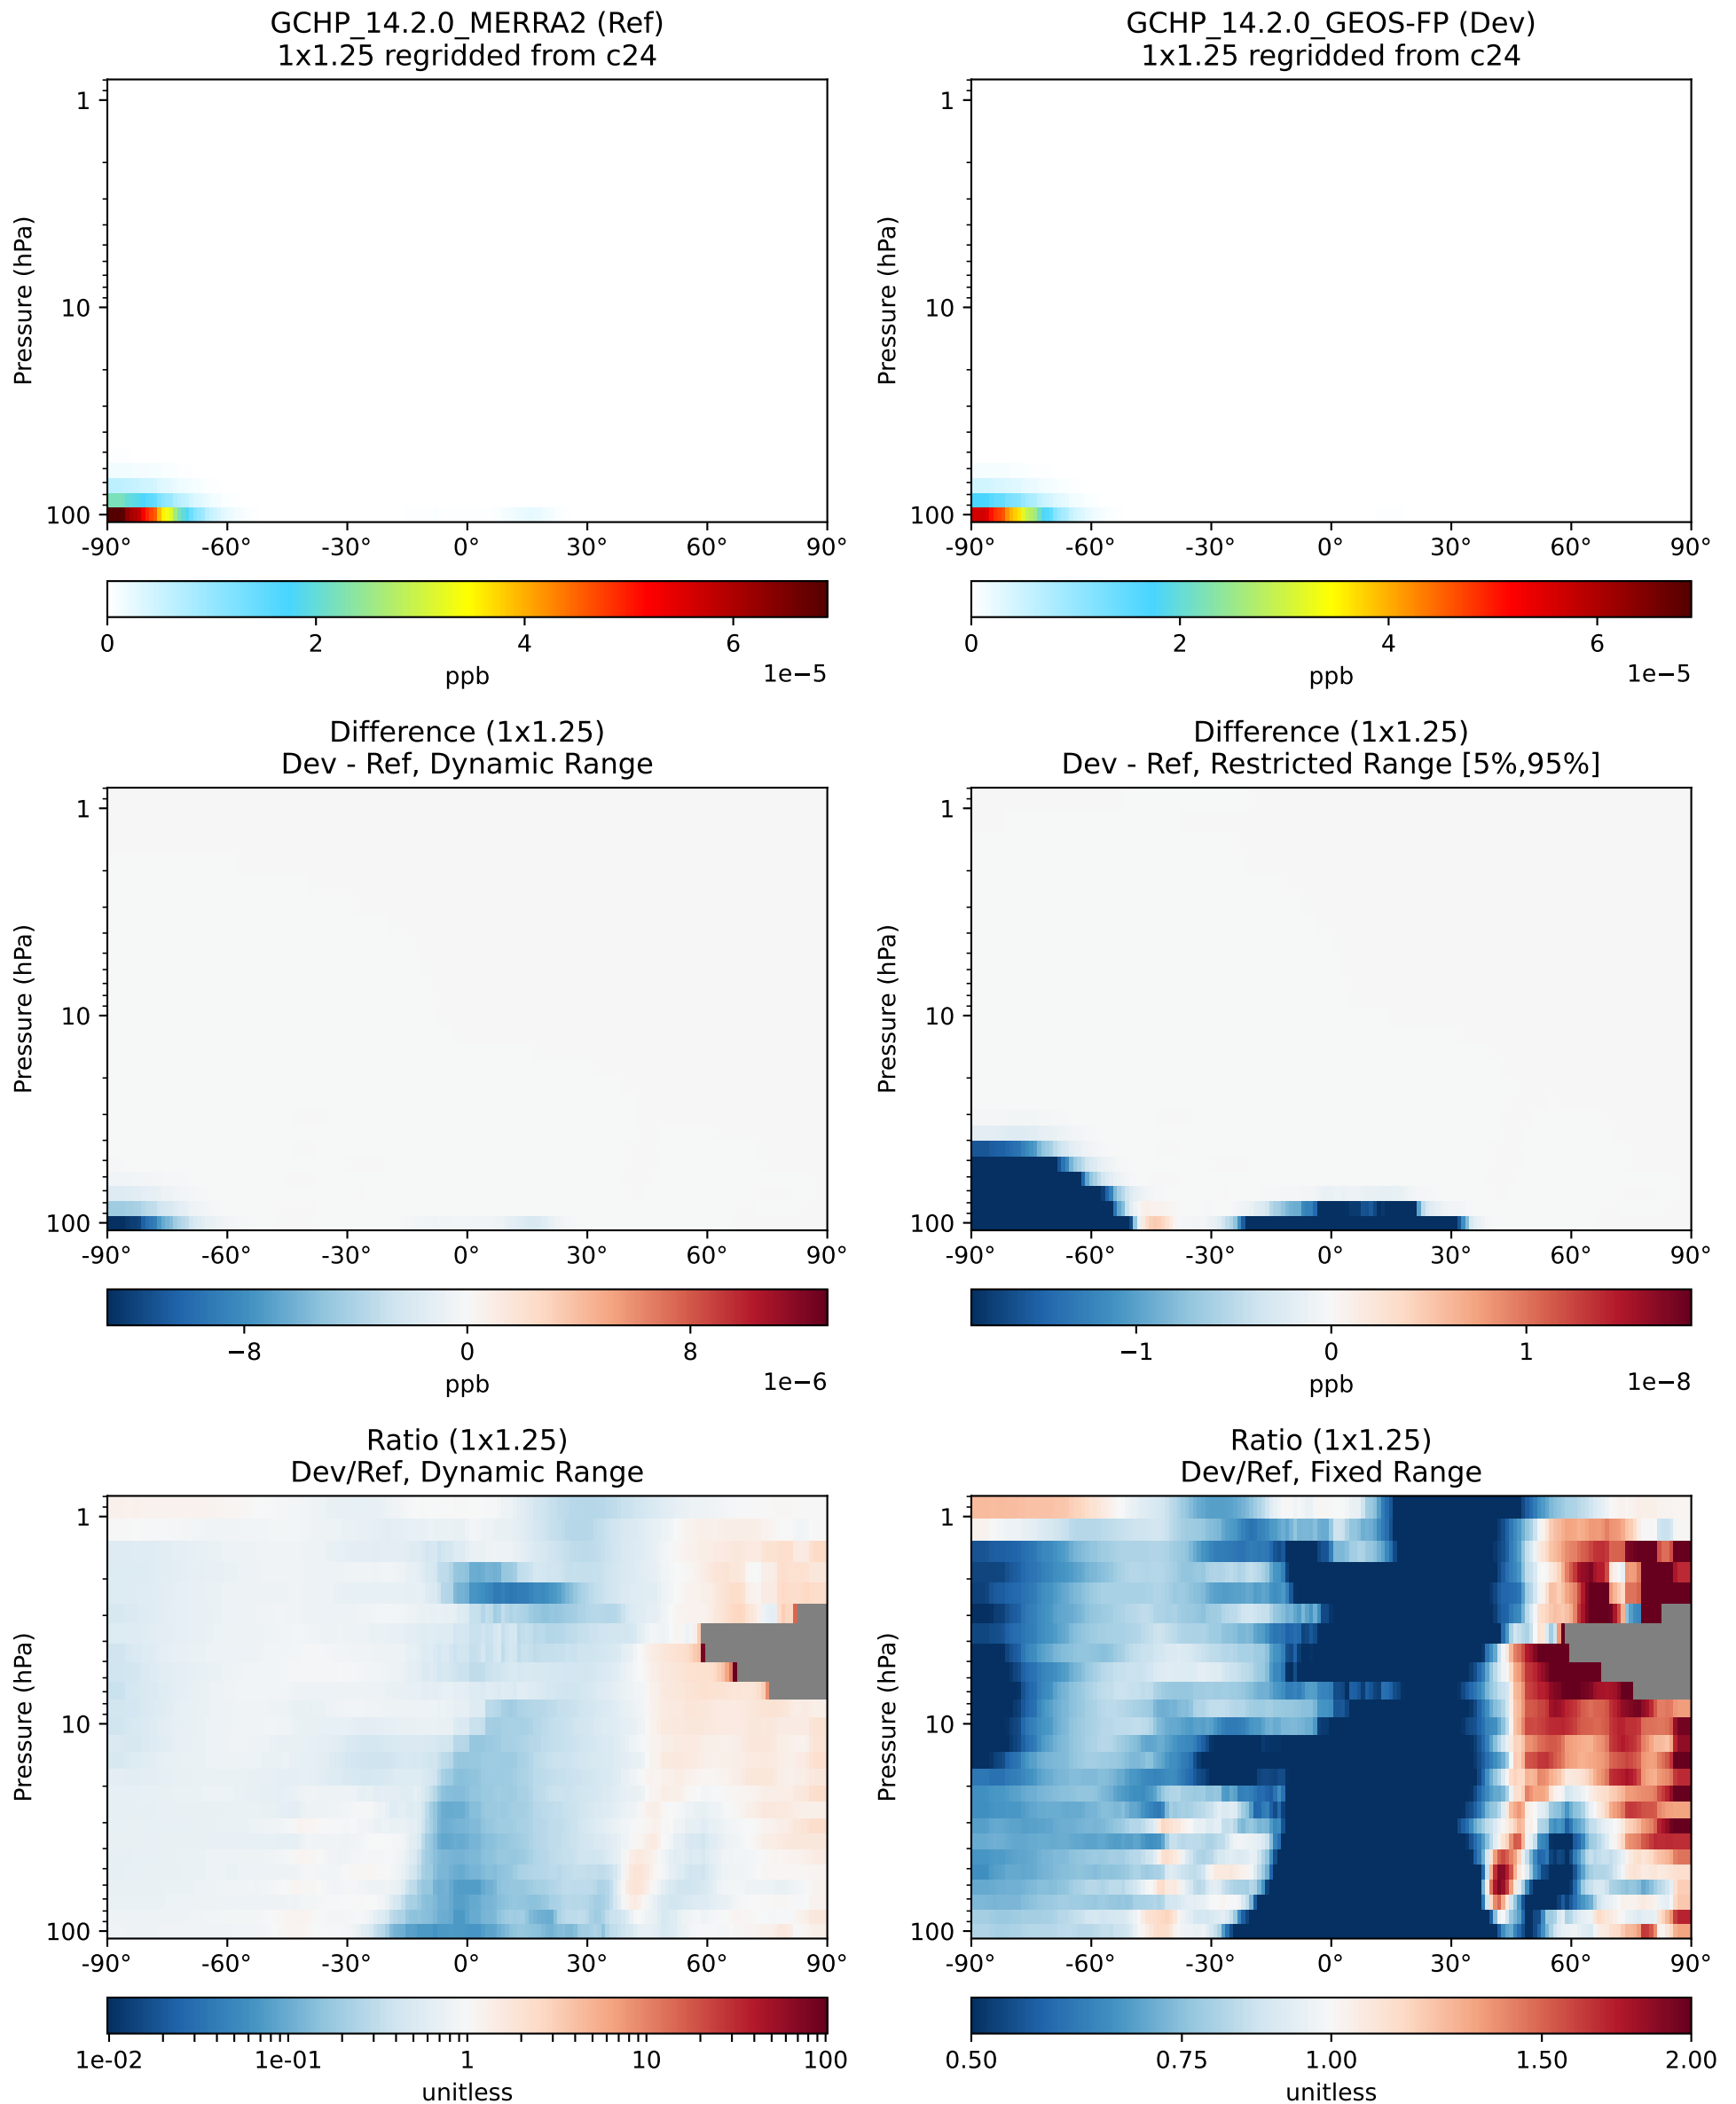 GCHP_14.2.0_MERRA2 (Ref)
1x1.25 regridded from c24
GCHP_14.2.0_GEOS-FP (Dev)
1x1.25 regridded from c24
Pressure (hPa)
1
10
100
-90° -60° -30° 0° 30° 60° 90°
0 2 4 6
ppb
1e−5
Pressure (hPa)
1
10
100
-90° -60° -30° 0° 30° 60° 90°
0 2 4 6
ppb
1e−5
Difference (1x1.25)
Dev - Ref, Dynamic Range
Difference (1x1.25)
Dev - Ref, Restricted Range [5%,95%]
Pressure (hPa)
1
10
100
-90° -60° -30° 0° 30° 60° 90°
−8 0 8
ppb
1e−6
Pressure (hPa)
1
10
100
-90° -60° -30° 0° 30° 60° 90°
−1 0 1
ppb
1e−8
Ratio (1x1.25)
Dev/Ref, Dynamic Range
Ratio (1x1.25)
Dev/Ref, Fixed Range
Pressure (hPa)
1
10
100
-90° -60° -30° 0° 30° 60° 90°
1e-02 1e-01 1 10 100
unitless
Pressure (hPa)
1
10
100
-90° -60° -30° 0° 30° 60° 90°
0.50 0.75 1.00 1.50 2.00
unitless